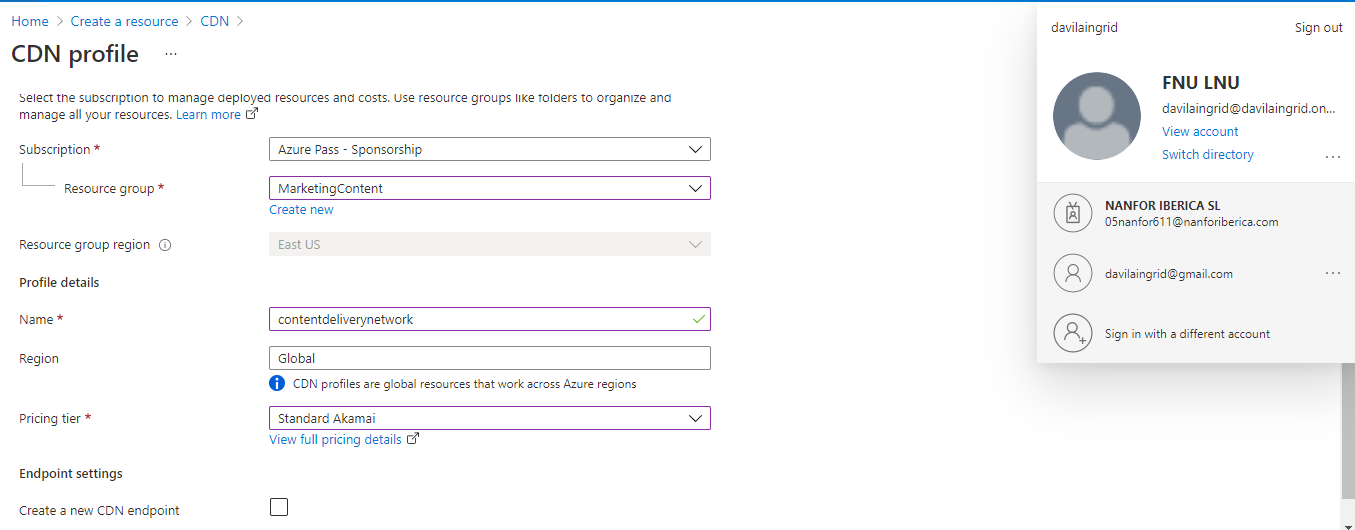 Home > Create a resource > CDN >
CDN profile ...
Select the subscription to manage deployed resources and costs. Use resource groups like folders to organize and
manage all your resources. Learn more
Subscription *
Azure Pass - Sponsorship
Resource group *
MarketingContent
Create new
Resource group region
East US
Profile details
Name *
contentdeliverynetwork
Region
Global
CDN profiles are global resources that work across Azure regions
Pricing tier *
Standard Akamai
View full pricing details
Endpoint settings
Create a new CDN endpoint
davilaingrid
Sign out
FNU LNU
davilaingrid@davilaingrid.on...
View account
Switch directory
...
NANFOR IBERICA SL
05nanfor611@nanforiberica.com
davilaingrid@gmail.com
...
Sign in with a different account